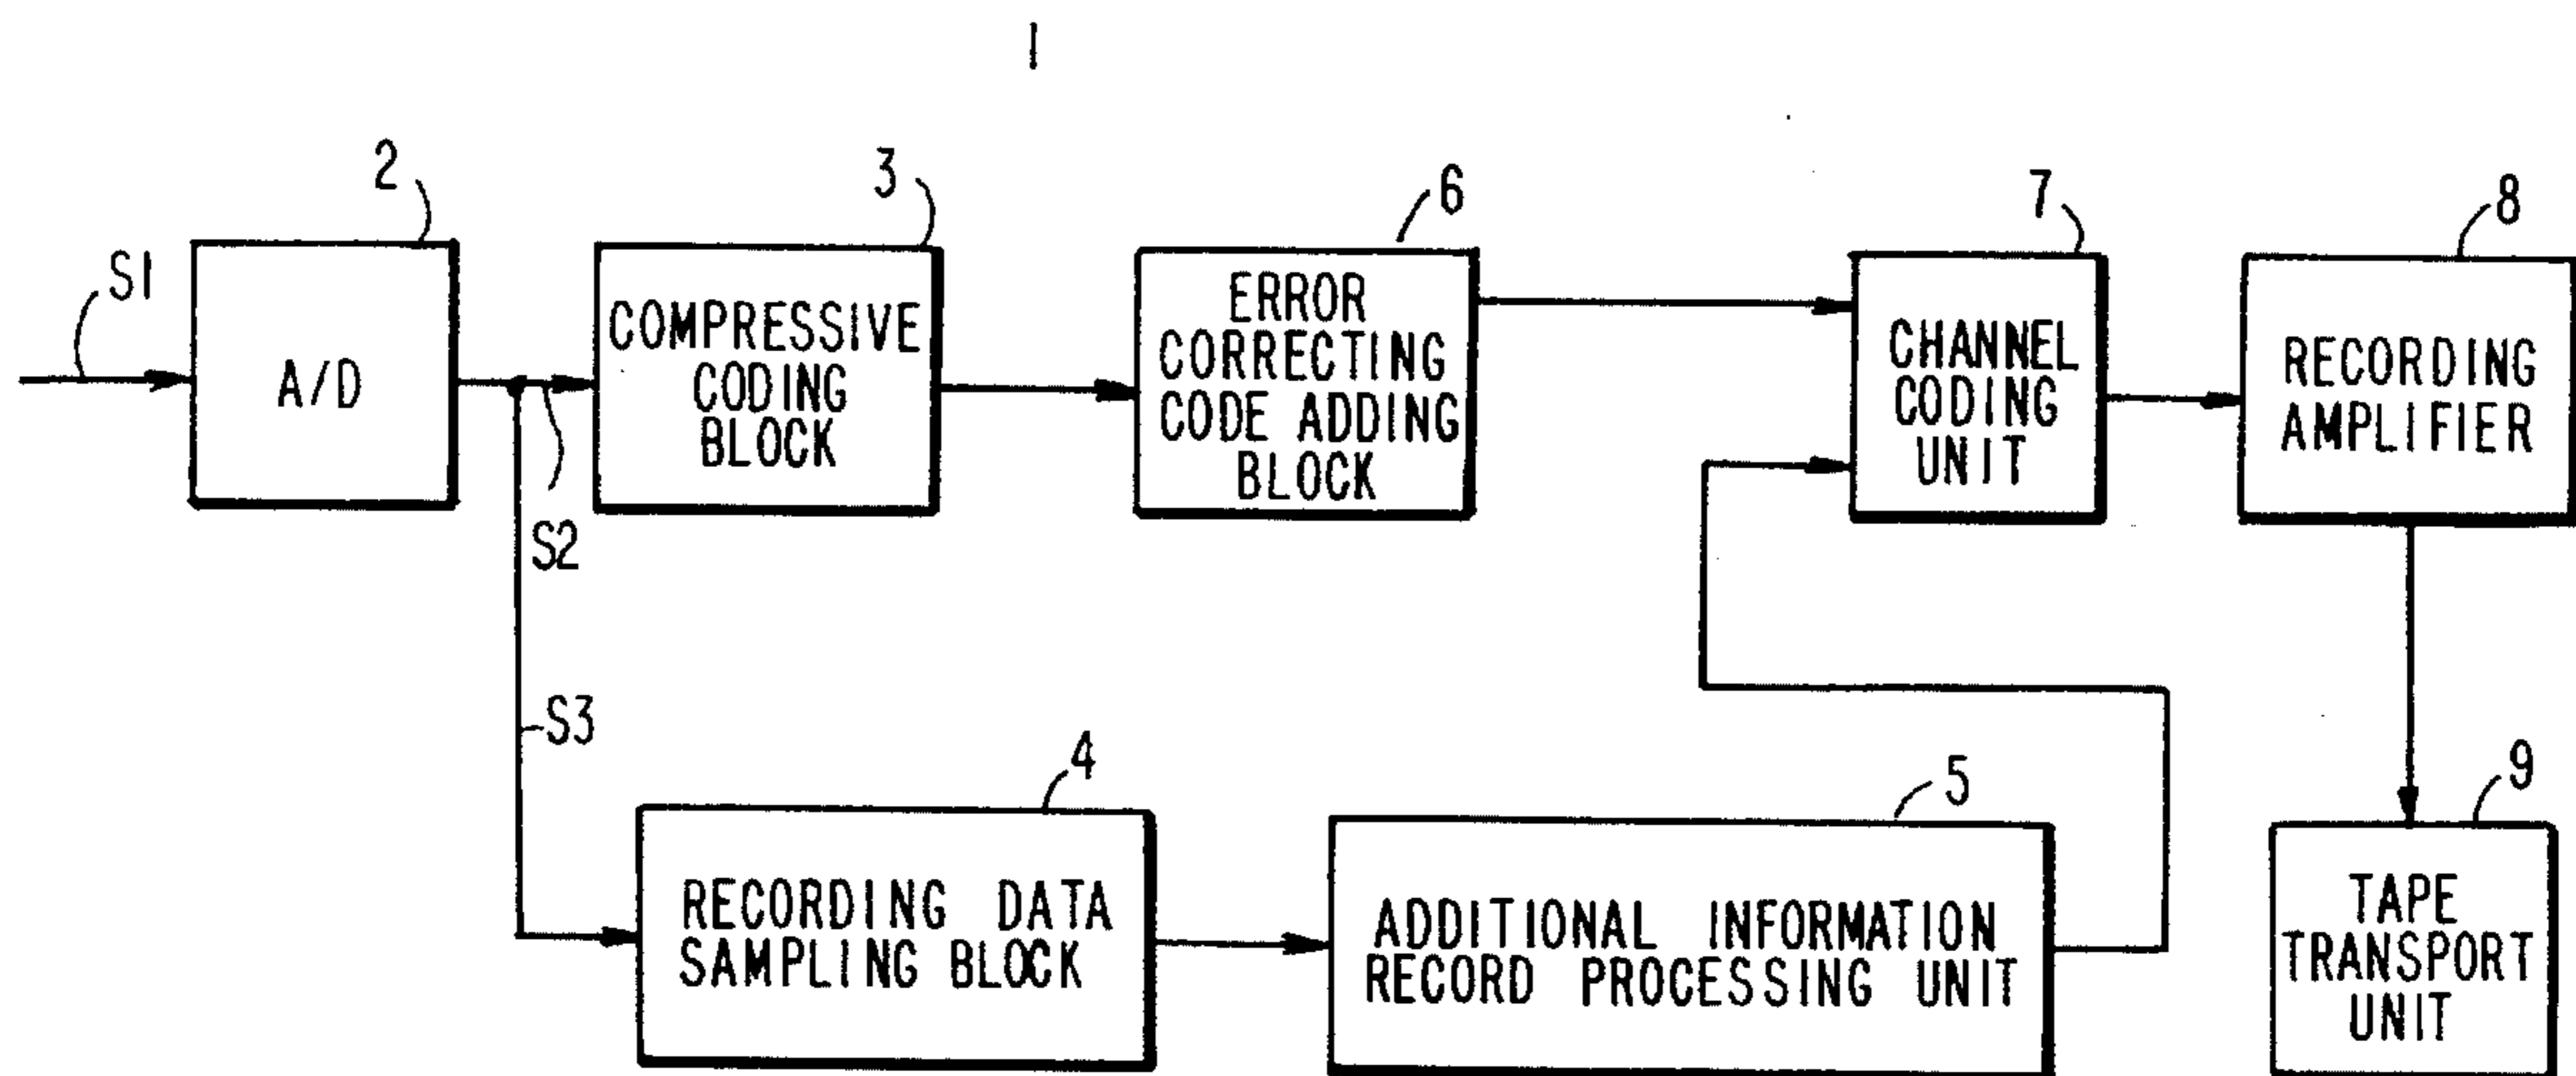 1
2
3
6
7
8
S1
A/D
COMPRESSIVE
CODING
BLOCK
ERROR
CORRECTING
CODE ADDING
BLOCK
CHANNEL
CODING
UNIT
RECORDING
AMPLIFIER
S2
S3
4
5
9
RECORDING DATA
SAMPLING BLOCK
ADDITIONAL INFORMATION
RECORD PROCESSING UNIT
TAPE
TRANSPORT
UNIT